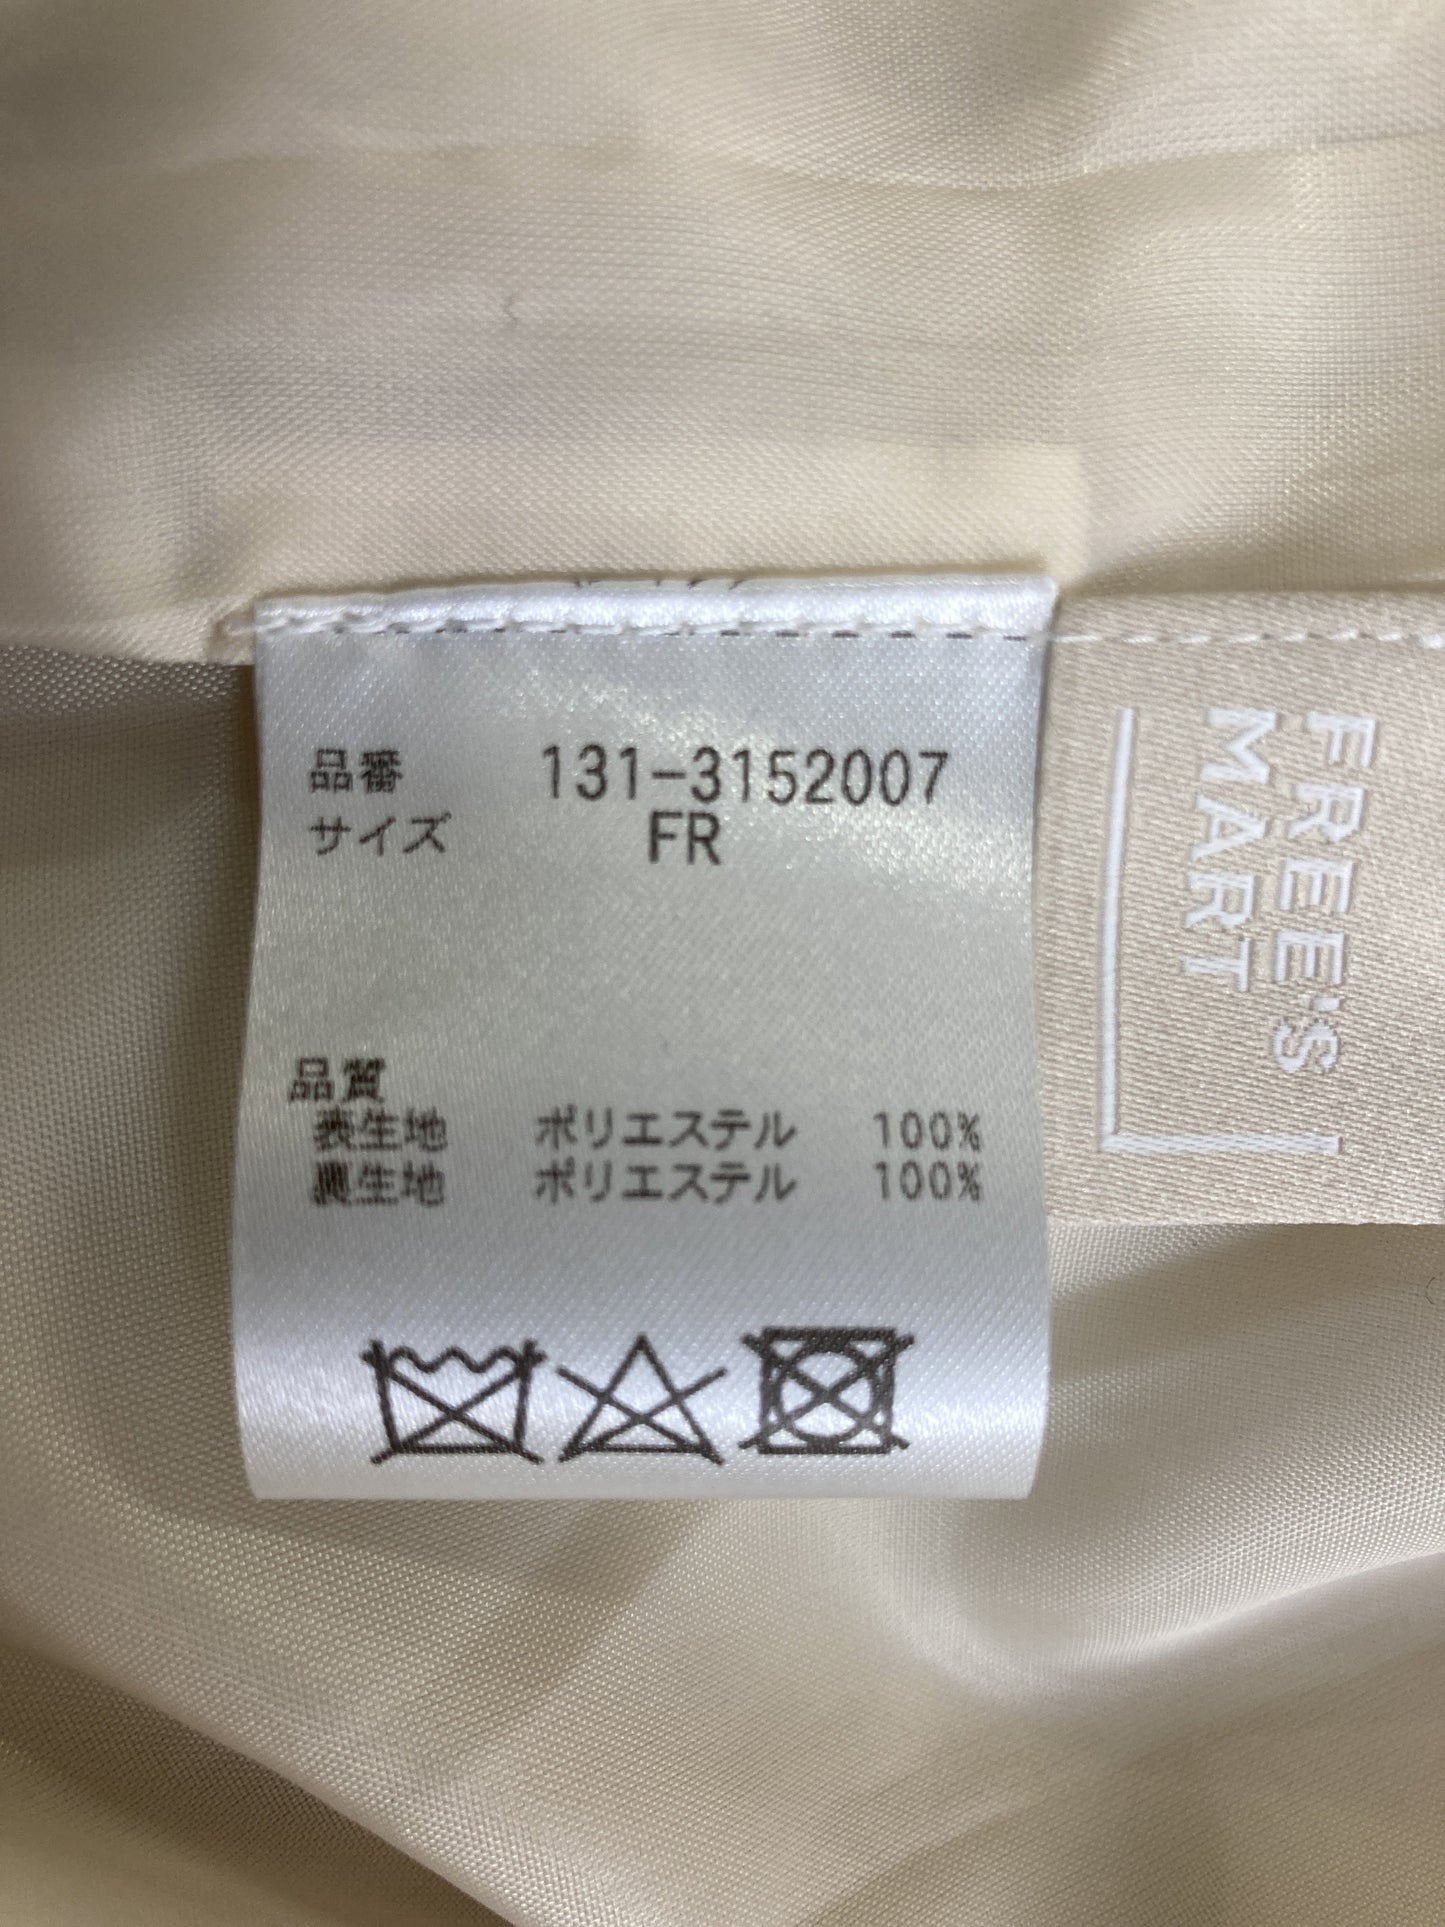 品番 131-3152007
サイズ FR
品質
表生地 ポリエステル 100%
裏生地 ポリエステル 100%
FREE'S
MART